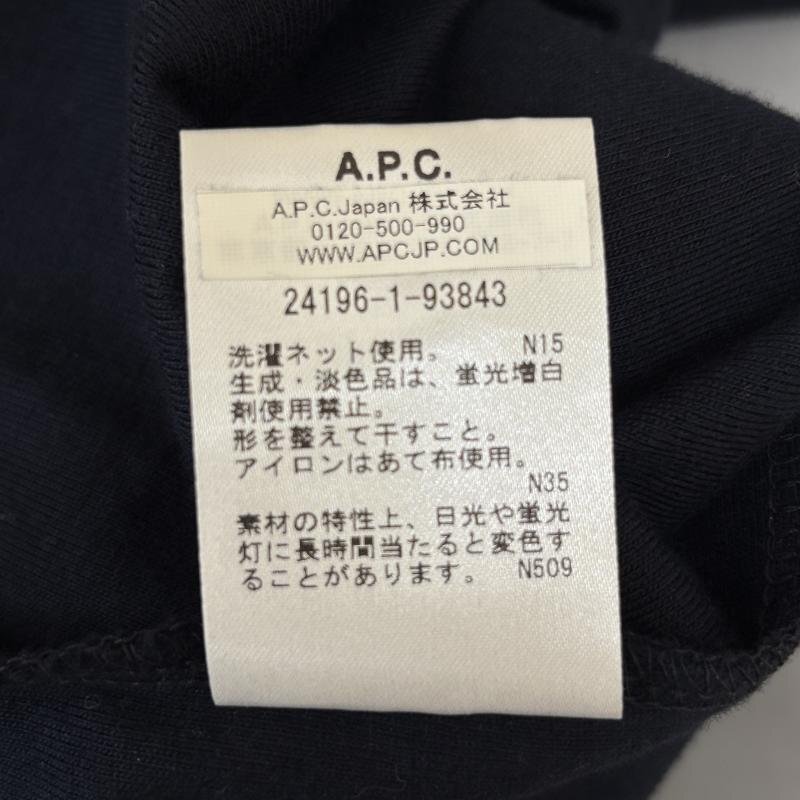 A.P.C.
A.P.C.Japan 株式会社
0120-500-990
WWW.APCJP.COM
24196-1-93843
洗濯ネット使用。 N15
生成・淡色品は、蛍光増白
剤使用禁止。
形を整えて干すこと。
アイロンはあて布使用。
N35
素材の特性上、日光や蛍光
灯に長時間当たると変色す
ることがあります。 N509